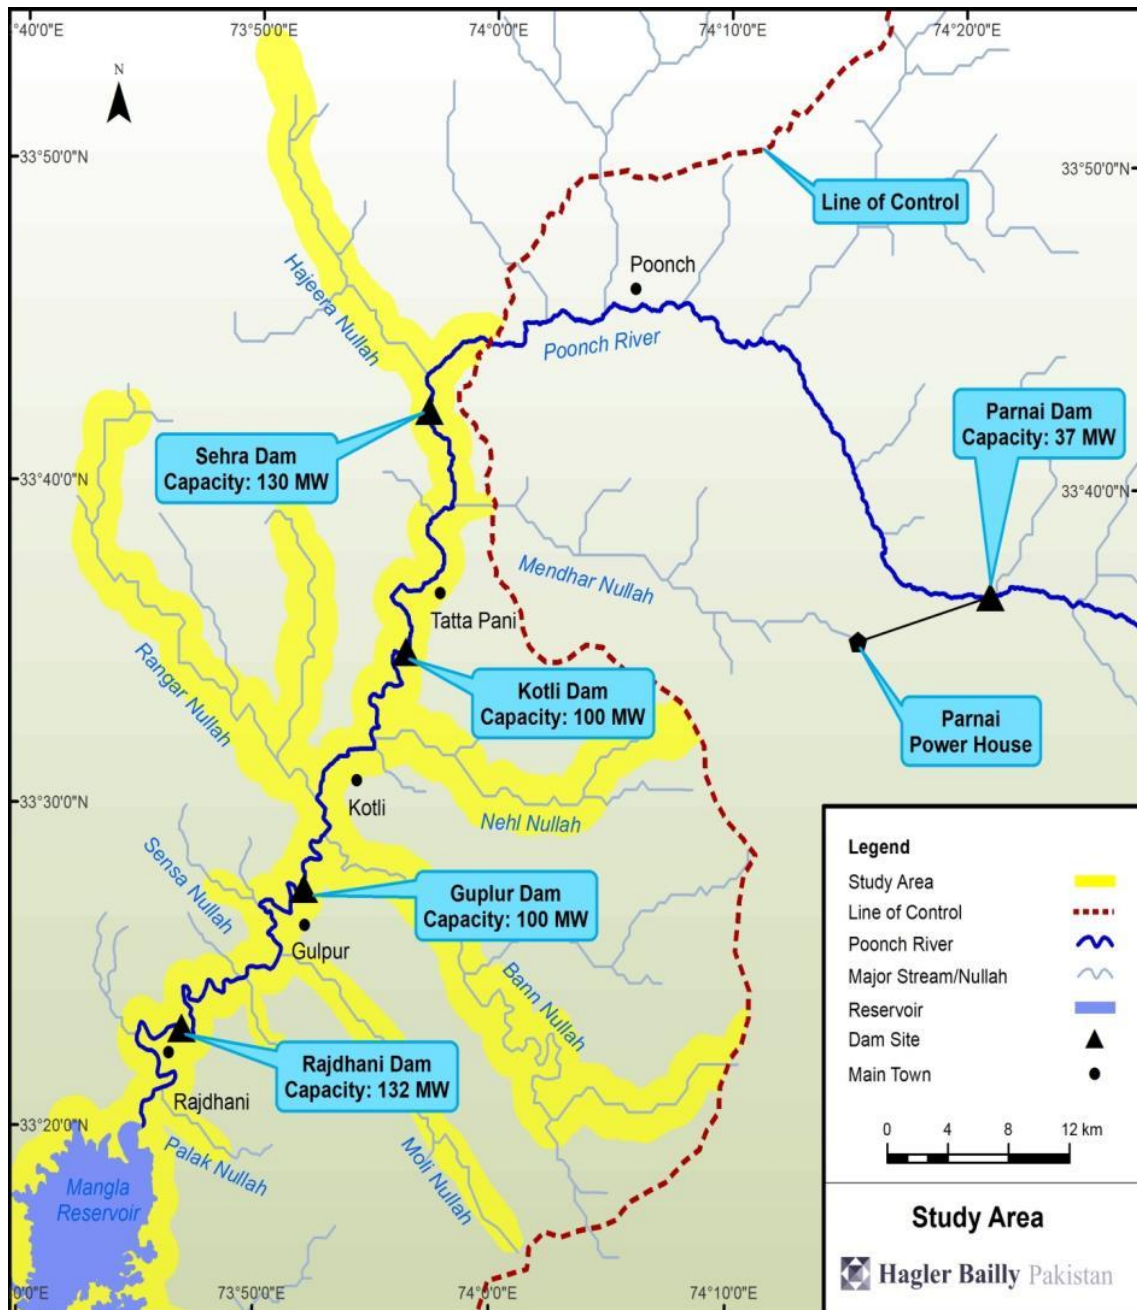 :40'0"E
73°50'0"E
74°0'0"E
74°10'0"E
74°20'0"E
N
33°50'0"N
33°50'0"N
Line of Control
Hajeera Nullah
Poonch
Poonch River
Parnai Dam
Capacity: 37 MW
Sehra Dam
Capacity: 130 MW
33°40'0"N
33°40'0"N
Mendhar Nullah
Tatta Pani
Rangar Nullah
Kotli Dam
Capacity: 100 MW
Parnai
Power House
33°30'0"N
Kotli
Nehl Nullah
Sensa Nullah
Guplur Dam
Capacity: 100 MW
Gulpur
Bann Nullah
Rajdhani Dam
Capacity: 132 MW
Rajdhani
33°20'0"N
Palak Nullah
Moli Nullah
Mangla
Reservoir
Legend
Study Area
Line of Control
Poonch River
Major Stream/Nullah
Reservoir
Dam Site
Main Town
0 4 8 12 km
Study Area
Hagler Bailly Pakistan
0'0"E
73°50'0"E
74°0'0"E
74°10'0"E